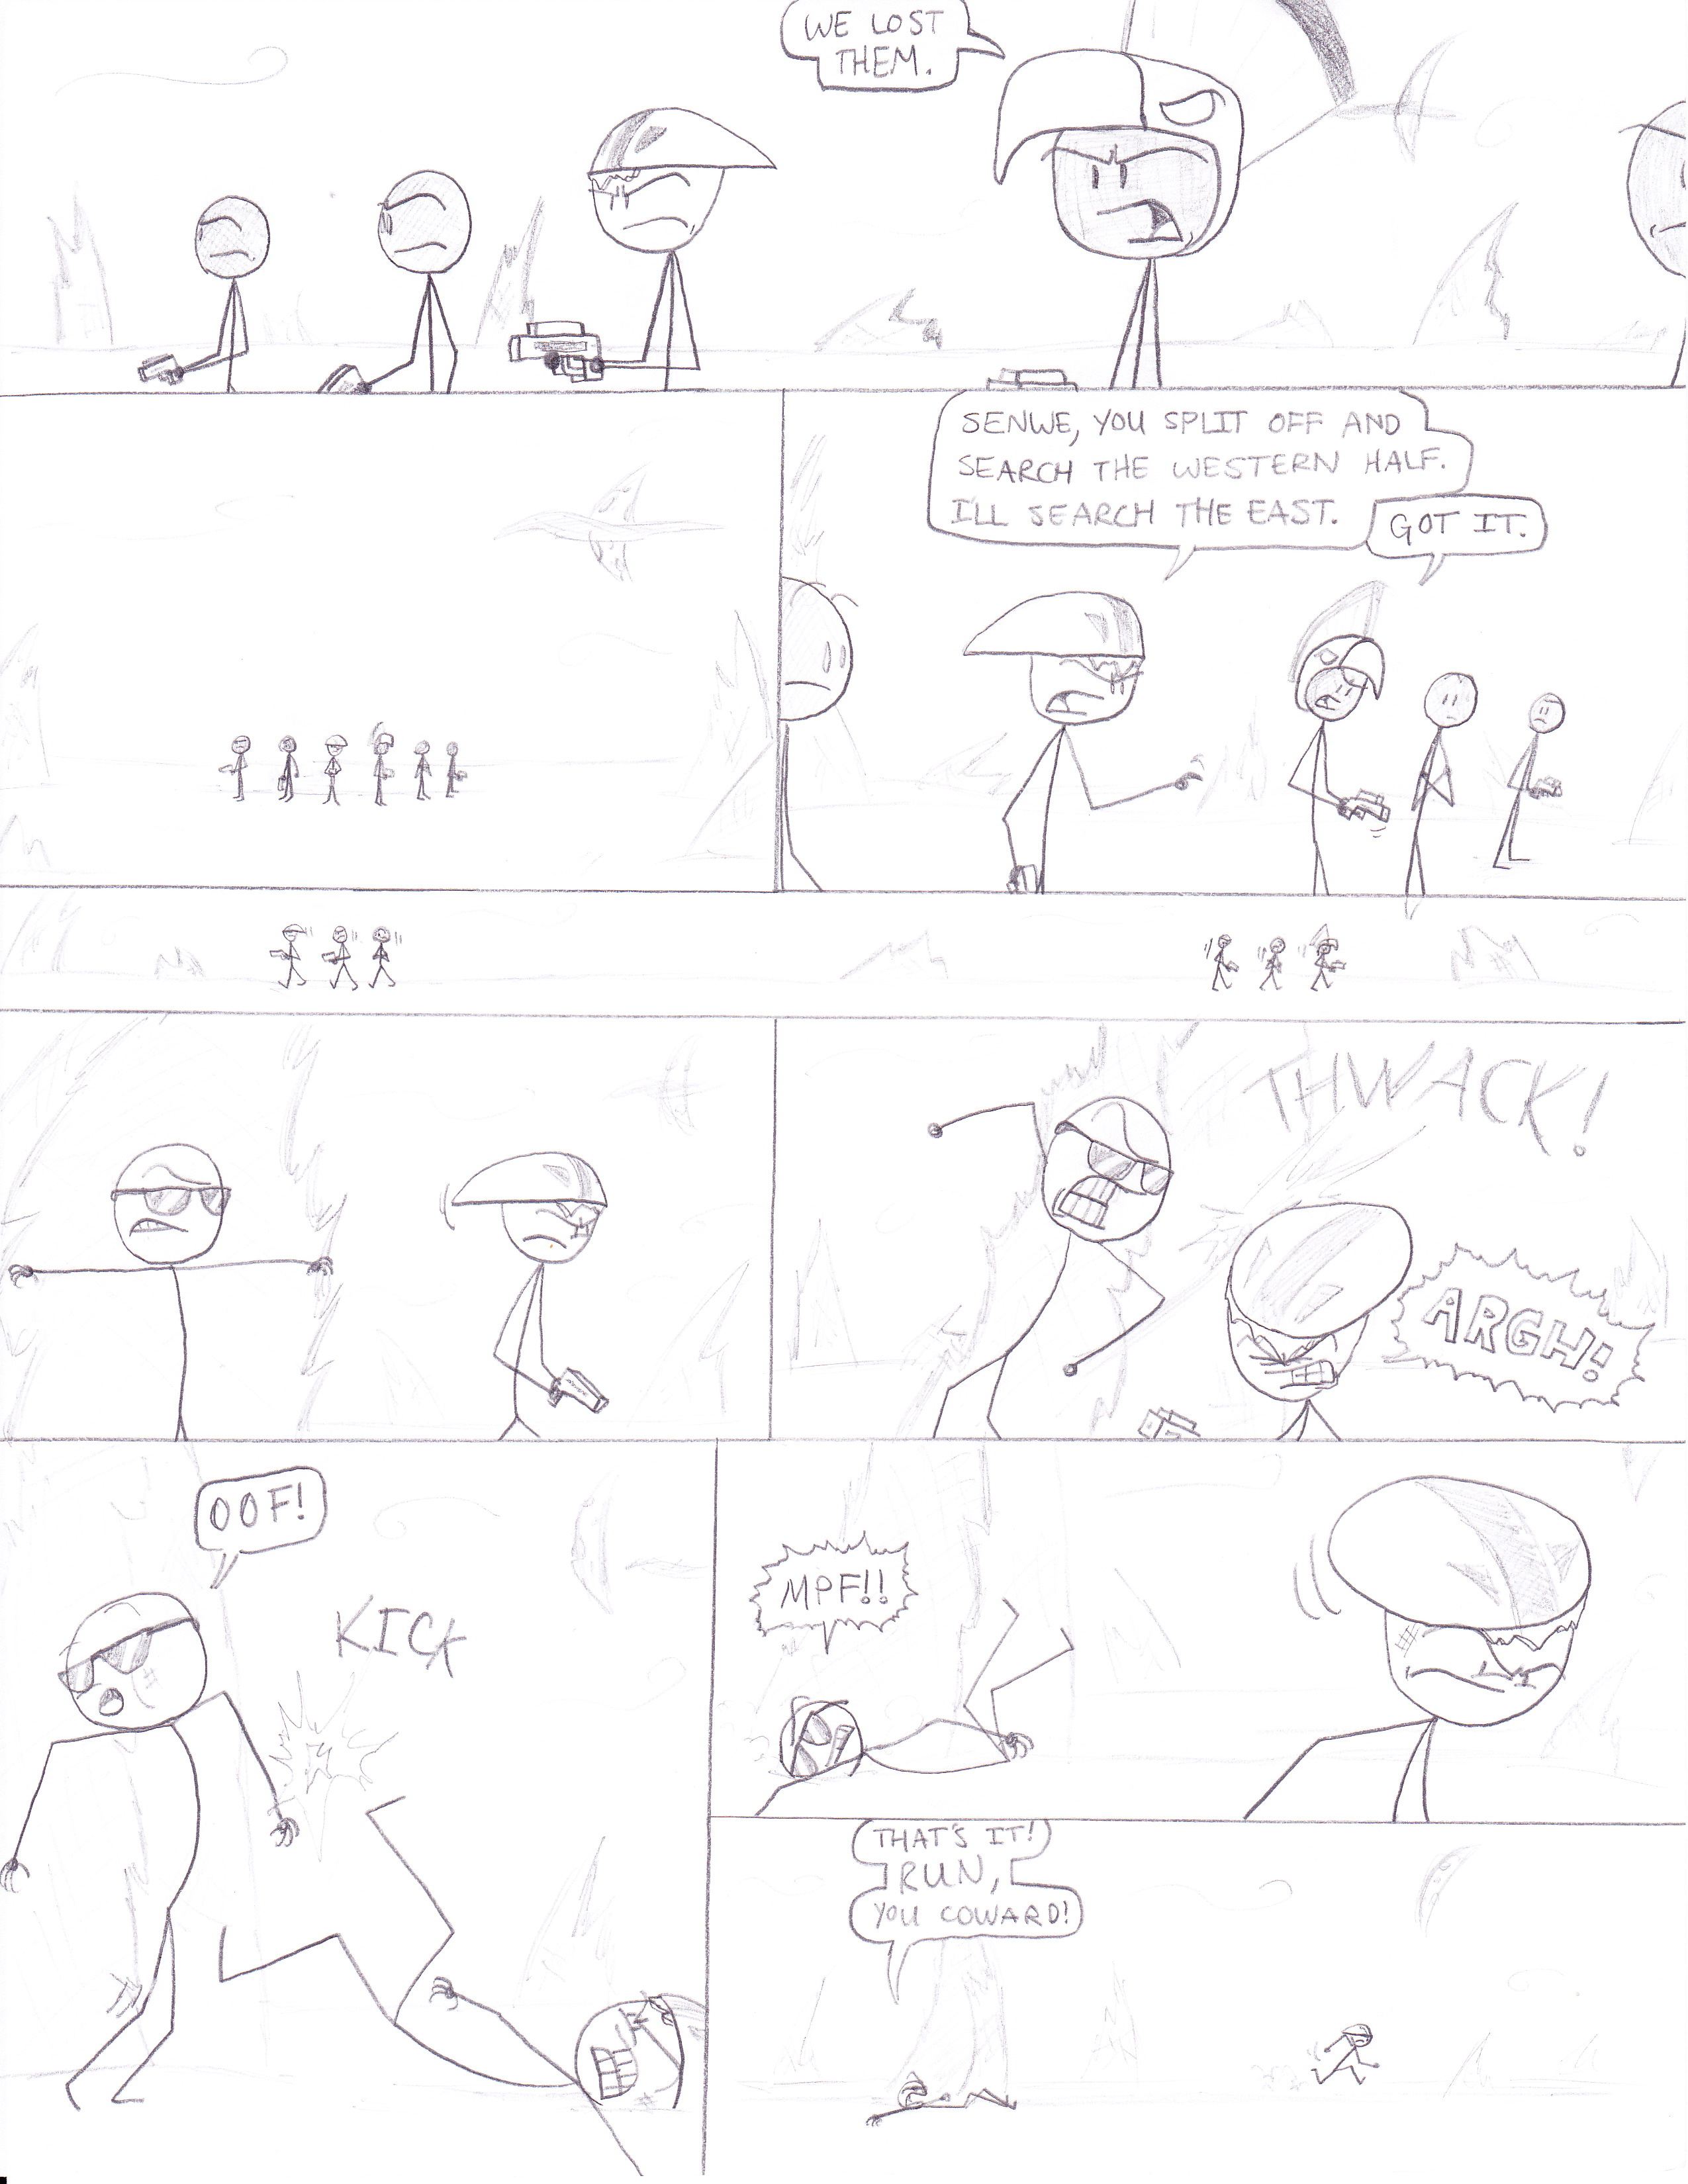 WE LOST
THEM.
SENWE, YOU SPLIT OFF AND
SEARCH THE WESTERN HALF.
I'LL SEARCH THE EAST.
GOT IT.
THWACK!
ARGH!
OOF!
KICK
MPF!!
THAT'S IT!
RUN,
YOU COWARD!